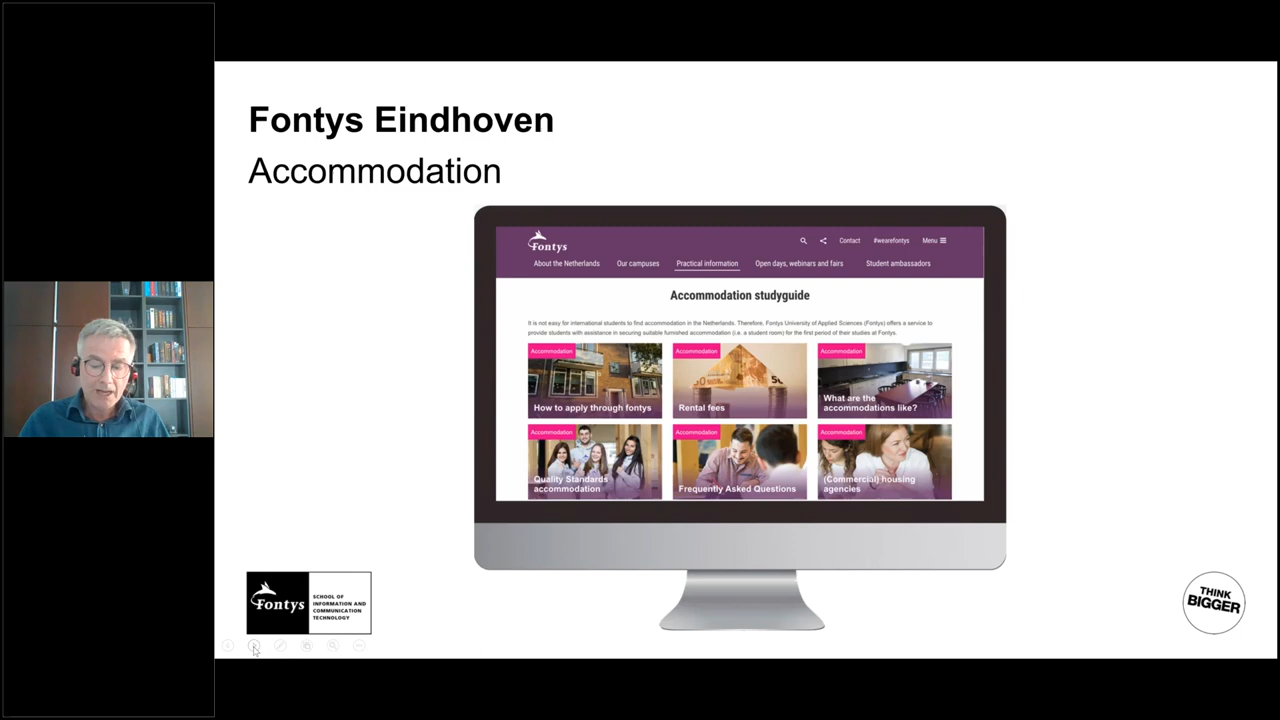 Fontys Eindhoven
Accommodation
Fontys
Contact
#wearefontys
Menu
About the Netherlands
Our campuses
Practical information
Open days, webinars and fairs
Student ambassadors
Accommodation studyguide
It is not easy for international students to find accommodation in the Netherlands. Therefore, Fontys University of Applied Sciences (Fontys) offers a service to
provide students with assistance in securing suitable furnished accommodation (i.e. a student room) for the first period of their studies at Fontys.
Accommodation
How to apply through fontys
Accommodation
Rental fees
Accommodation
What are the
accommodations like?
Accommodation
Quality Standards
accommodation
Accommodation
Frequently Asked Questions
Accommodation
(Commercial) housing
agencies
Fontys
SCHOOL OF
INFORMATION AND
COMMUNICATION
TECHNOLOGY
THINK
BIGGER